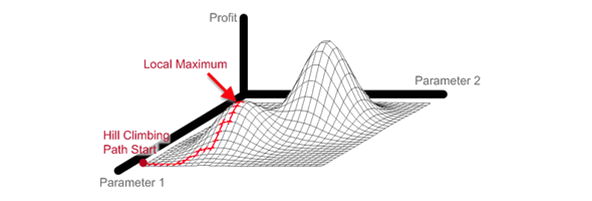 Profit
Local Maximum
Parameter 2
Hill Climbing
Path Start
Parameter 1